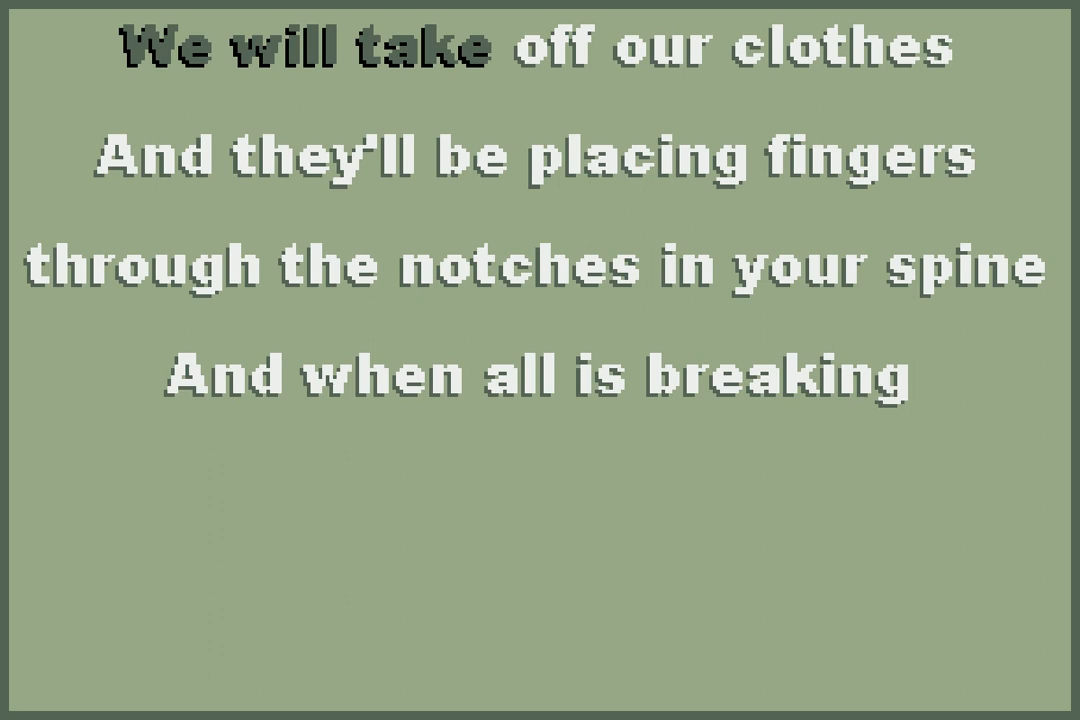 We will take off our clothes
And they'll be placing fingers
through the notches in your spine
And when all is breaking